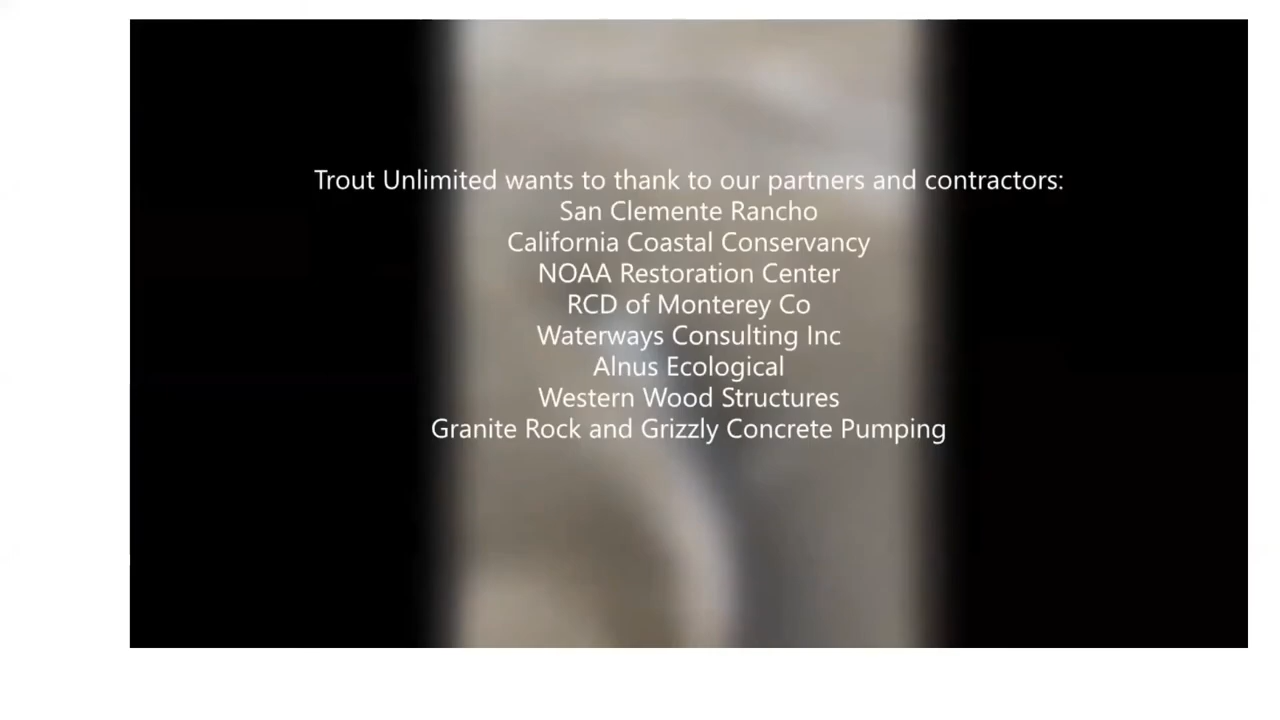 Trout Unlimited wants to thank to our partners and contractors:
San Clemente Rancho
California Coastal Conservancy
NOAA Restoration Center
RCD of Monterey Co
Waterways Consulting Inc
Alnus Ecological
Western Wood Structures
Granite Rock and Grizzly Concrete Pumping